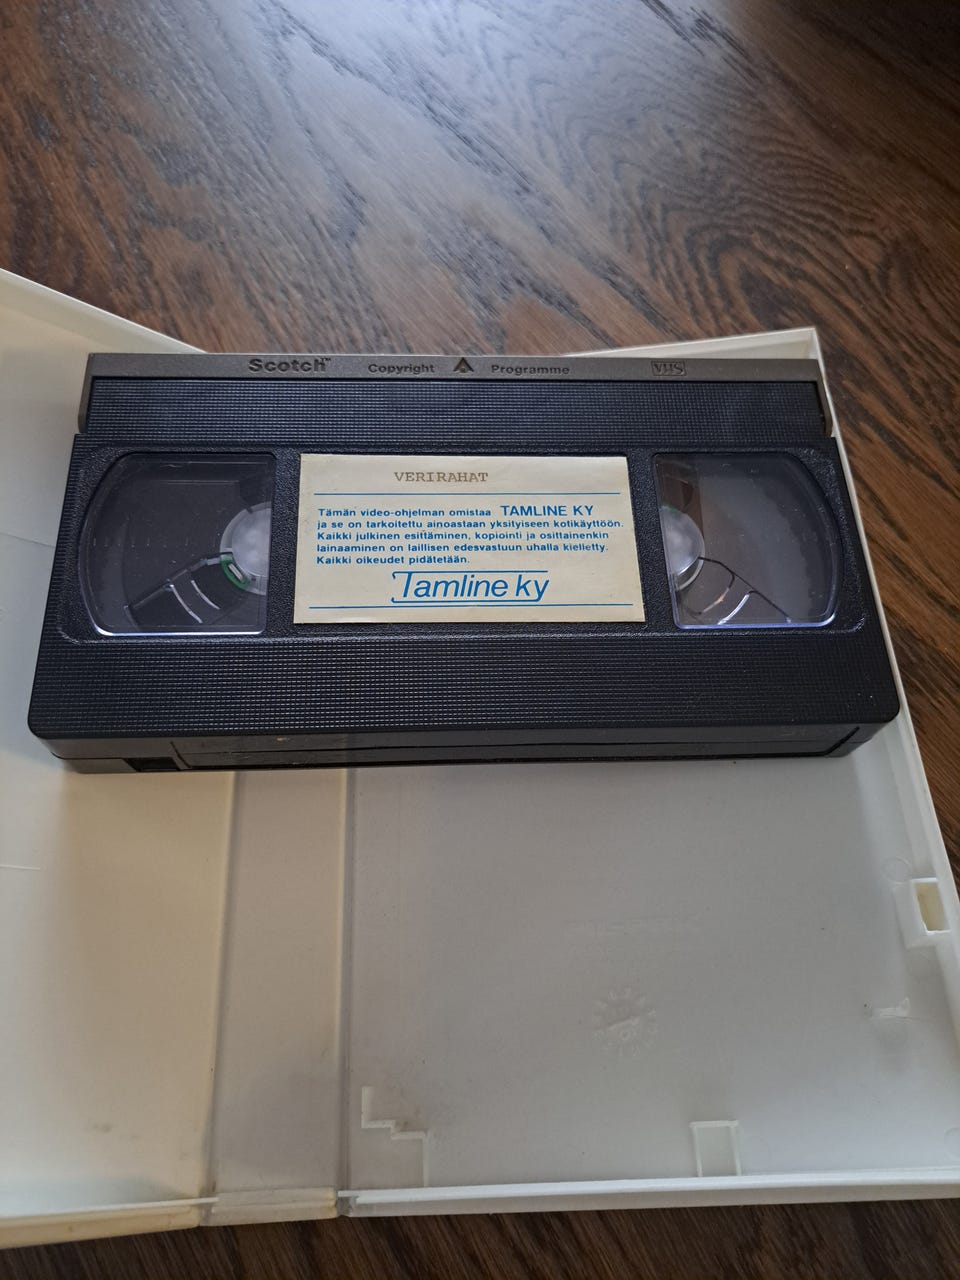 Scotch™ Copyright Programme VHS
VERIRAHAT
Tämän video-ohjelman omistaa TAMLINE KY
ja se on tarkoitettu ainoastaan yksityiseen kotikäyttöön.
Kaikki julkinen esittäminen, kopiointi ja osittainenkin
lainaaminen on laillisen edesvastuun uhalla kielletty.
Kaikki oikeudet pidätetään.
Tamline ky